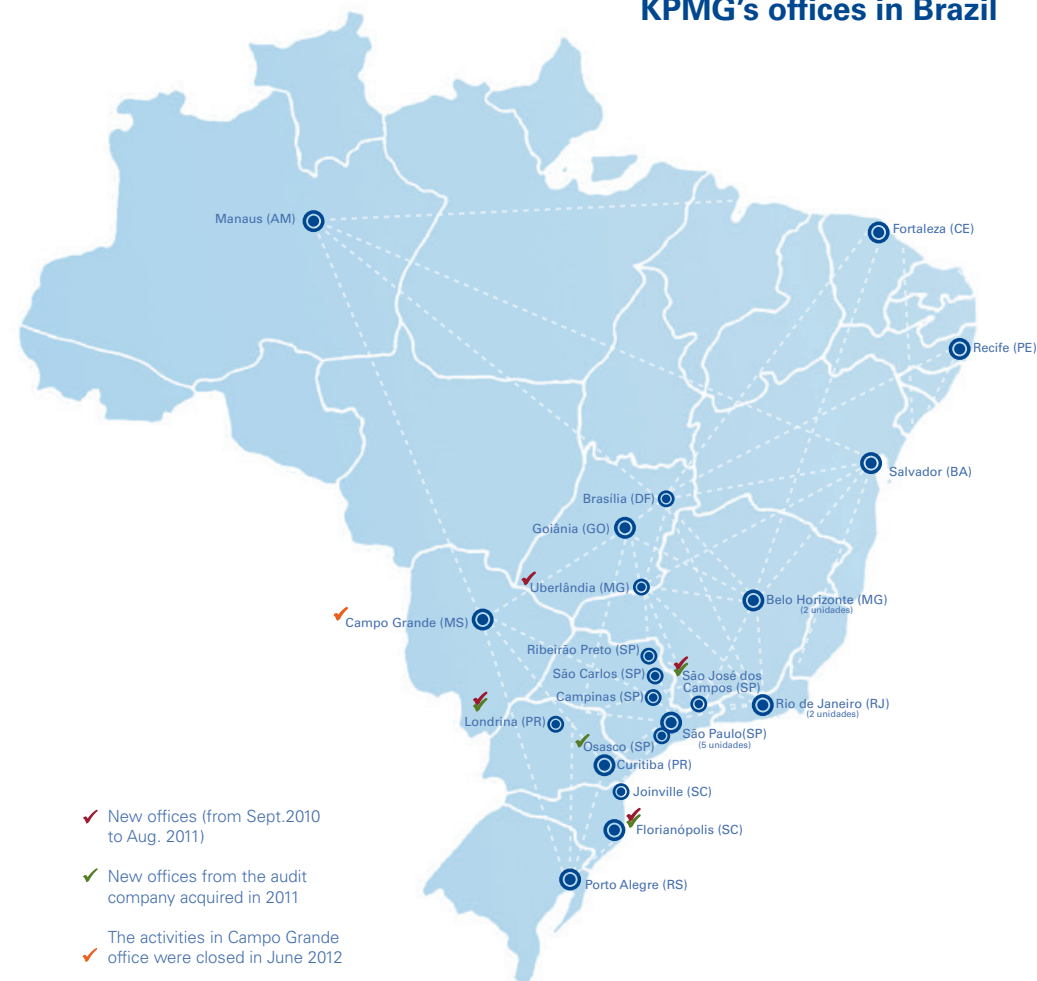 KPMG's offices in Brazil
Manaus (AM)
Fortaleza (CE)
Recife (PE)
Salvador (BA)
Brasília (DF)
Goiânia (GO)
Uberlândia (MG)
Belo Horizonte (MG)
(2 unidades)
Campo Grande (MS)
Ribeirão Preto (SP)
São Carlos (SP)
São José dos
Campos (SP)
Campinas (SP)
Rio de Janeiro (RJ)
(2 unidades)
Londrina (PR)
São Paulo(SP)
(5 unidades)
Osasco (SP)
Curitiba (PR)
Joinville (SC)
Florianópolis (SC)
Porto Alegre (RS)
New offices (from Sept.2010
to Aug. 2011)
New offices from the audit
company acquired in 2011
The activities in Campo Grande
office were closed in June 2012